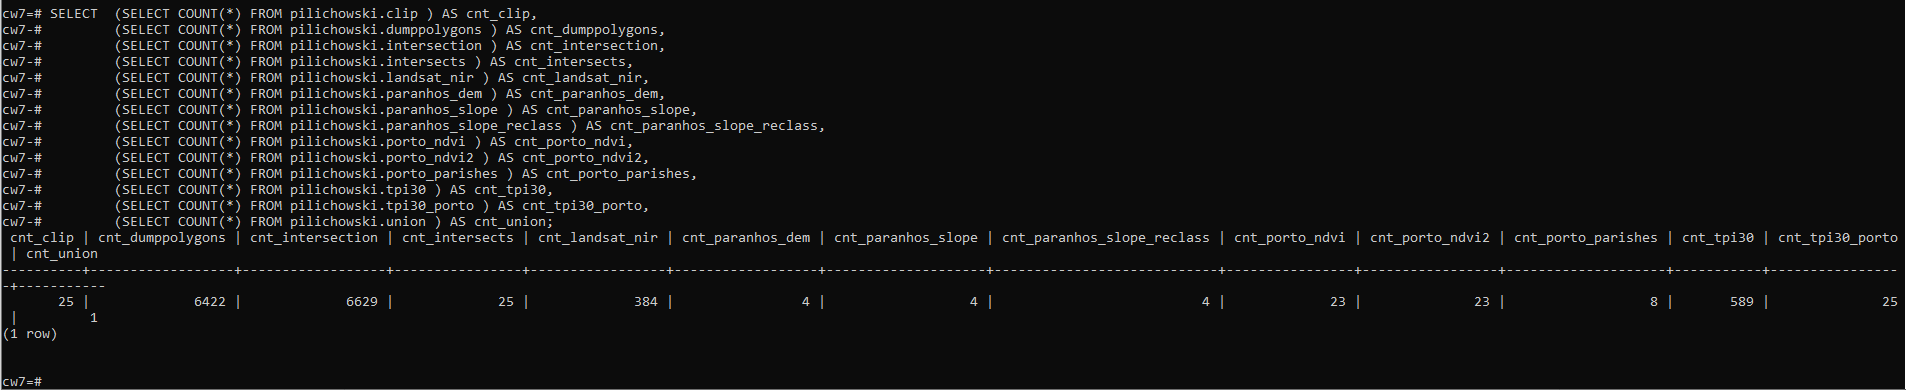 cw7=# SELECT  (SELECT COUNT(*) FROM pilichowski.clip ) AS cnt_clip,
cw7-#         (SELECT COUNT(*) FROM pilichowski.dumppolygons ) AS cnt_dumppolygons,
cw7-#         (SELECT COUNT(*) FROM pilichowski.intersection ) AS cnt_intersection,
cw7-#         (SELECT COUNT(*) FROM pilichowski.intersects ) AS cnt_intersects,
cw7-#         (SELECT COUNT(*) FROM pilichowski.landsat_nir ) AS cnt_landsat_nir,
cw7-#         (SELECT COUNT(*) FROM pilichowski.paranhos_dem ) AS cnt_paranhos_dem,
cw7-#         (SELECT COUNT(*) FROM pilichowski.paranhos_slope ) AS cnt_paranhos_slope,
cw7-#         (SELECT COUNT(*) FROM pilichowski.paranhos_slope_reclass ) AS cnt_paranhos_slope_reclass,
cw7-#         (SELECT COUNT(*) FROM pilichowski.porto_ndvi ) AS cnt_porto_ndvi,
cw7-#         (SELECT COUNT(*) FROM pilichowski.porto_ndvi2 ) AS cnt_porto_ndvi2,
cw7-#         (SELECT COUNT(*) FROM pilichowski.porto_parishes ) AS cnt_porto_parishes,
cw7-#         (SELECT COUNT(*) FROM pilichowski.tpi30 ) AS cnt_tpi30,
cw7-#         (SELECT COUNT(*) FROM pilichowski.tpi30_porto ) AS cnt_tpi30_porto,
cw7-#         (SELECT COUNT(*) FROM pilichowski.union ) AS cnt_union;
 cnt_clip | cnt_dumppolygons | cnt_intersection | cnt_intersects | cnt_landsat_nir | cnt_paranhos_dem | cnt_paranhos_slope | cnt_paranhos_slope_reclass | cnt_porto_ndvi | cnt_porto_ndvi2 | cnt_porto_parishes | cnt_tpi30 | cnt_tpi30_porto
 | cnt_union
----------+------------------+------------------+----------------+-----------------+------------------+--------------------+----------------------------+----------------+-----------------+--------------------+-----------+----------------
-+-----------
       25 |             6422 |             6629 |             25 |             384 |                4 |                  4 |                          4 |             23 |              23 |                  8 |       589 |              25
 |         1
(1 row)
cw7=#